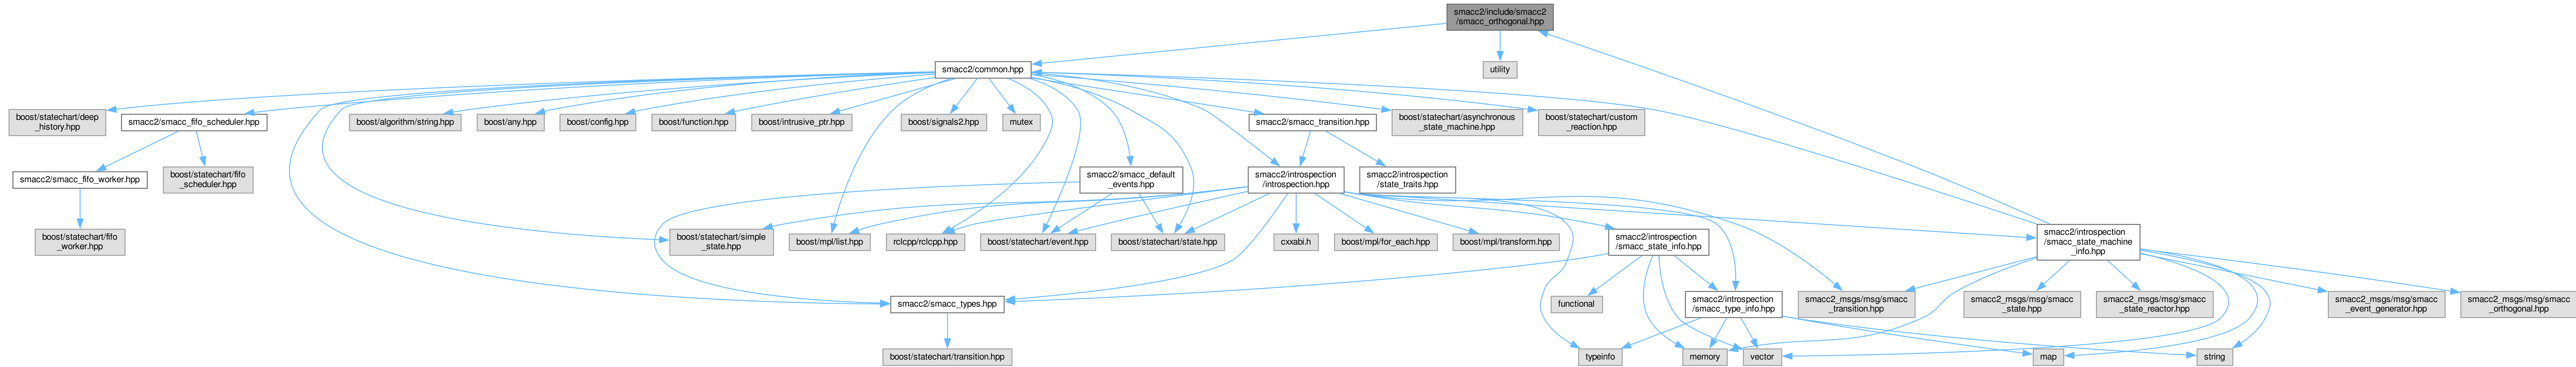 smacc2/include/smacc2
/smacc_orthogonal.hpp
smacc2/common.hpp
utility
boost/statechart/deep
_history.hpp
smacc2/smacc_fifo_scheduler.hpp
boost/algorithm/string.hpp
boost/any.hpp
boost/config.hpp
boost/function.hpp
boost/intrusive_ptr.hpp
boost/signals2.hpp
mutex
smacc2/smacc_transition.hpp
boost/statechart/asynchronous
_state_machine.hpp
boost/statechart/custom
_reaction.hpp
smacc2/smacc_fifo_worker.hpp
boost/statechart/fifo
_scheduler.hpp
smacc2/smacc_default
_events.hpp
smacc2/introspection
/introspection.hpp
smacc2/introspection
/state_traits.hpp
boost/statechart/fifo
_worker.hpp
boost/statechart/simple
_state.hpp
boost/mpl/list.hpp
rclcpp/rclcpp.hpp
boost/statechart/event.hpp
boost/statechart/state.hpp
cxxabi.h
boost/mpl/for_each.hpp
boost/mpl/transform.hpp
smacc2/introspection
/smacc_state_info.hpp
smacc2/introspection
/smacc_state_machine
_info.hpp
smacc2/smacc_types.hpp
functional
smacc2/introspection
/smacc_type_info.hpp
smacc2_msgs/msg/smacc
_transition.hpp
smacc2_msgs/msg/smacc
_state.hpp
smacc2_msgs/msg/smacc
_state_reactor.hpp
smacc2_msgs/msg/smacc
_event_generator.hpp
smacc2_msgs/msg/smacc
_orthogonal.hpp
boost/statechart/transition.hpp
typeinfo
memory
vector
map
string